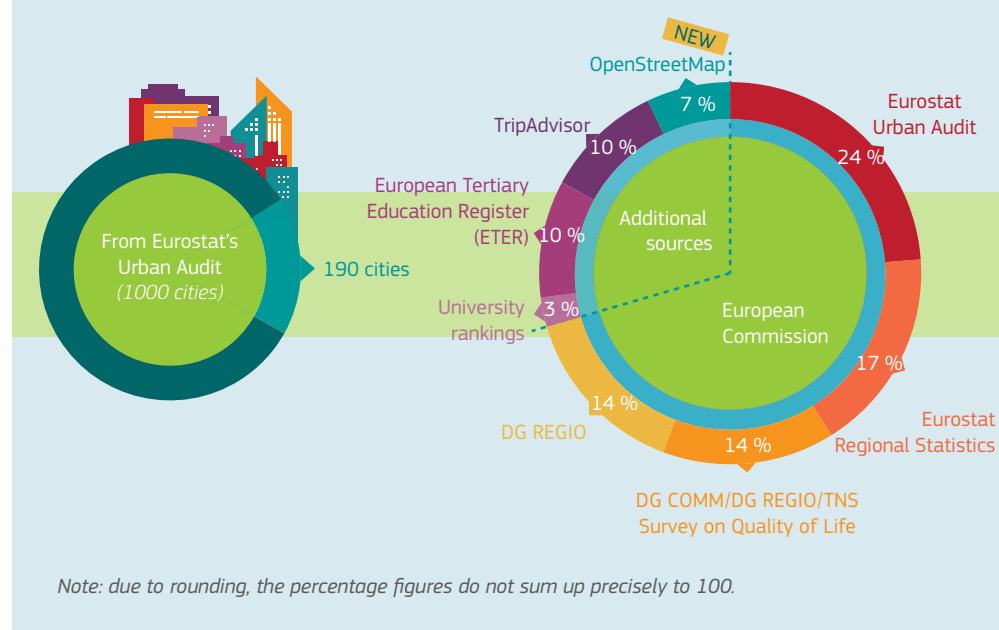 NEW
OpenStreetMap
7 %
Eurostat
Urban Audit
24 %
TripAdvisor
10 %
European Tertiary
Education Register
(ETER)
10 %
Additional
sources
From Eurostat's
Urban Audit
(1000 cities)
190 cities
University
rankings
3 %
European
Commission
17 %
Eurostat
Regional Statistics
14 %
DG REGIO
14 %
DG COMM/DG REGIO/TNS
Survey on Quality of Life
Note: due to rounding, the percentage figures do not sum up precisely to 100.